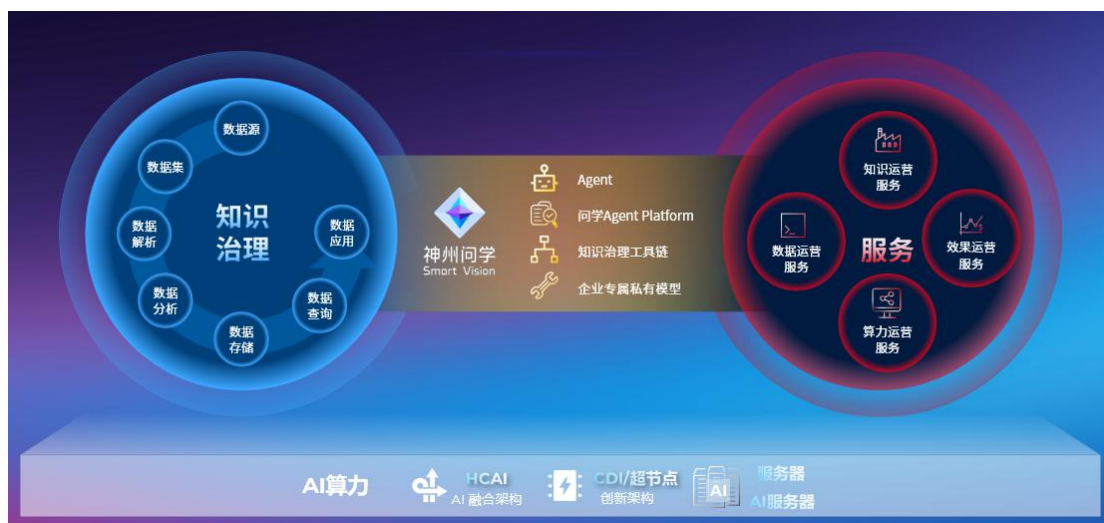 数据源
数据集
数据
解析
数据
分析
数据
存储
数据
查询
数据
应用
知识
治理
神州问学
Smart Vision
Agent
问学Agent Platform
知识治理工具链
企业专属私有模型
知识运营
服务
数据运营
服务
服务
效果运营
服务
算力运营
服务
AI算力
HCAI
AI 融合架构
CDI/超节点
创新架构
AI
服务器
AI服务器